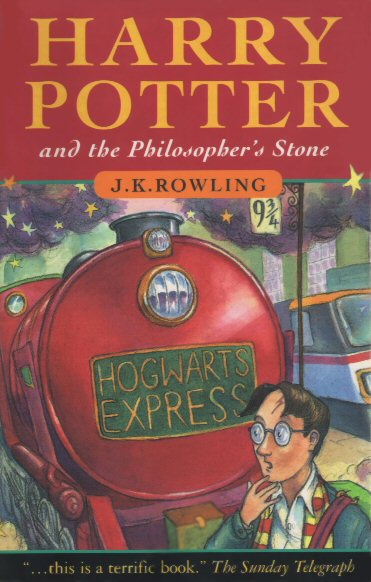 HARRY
POTTER
and the Philosopher's Stone
J.K.ROWLING
9¾
HOGWARTS
EXPRESS
“...this is a terrific book.” The Sunday Telegraph